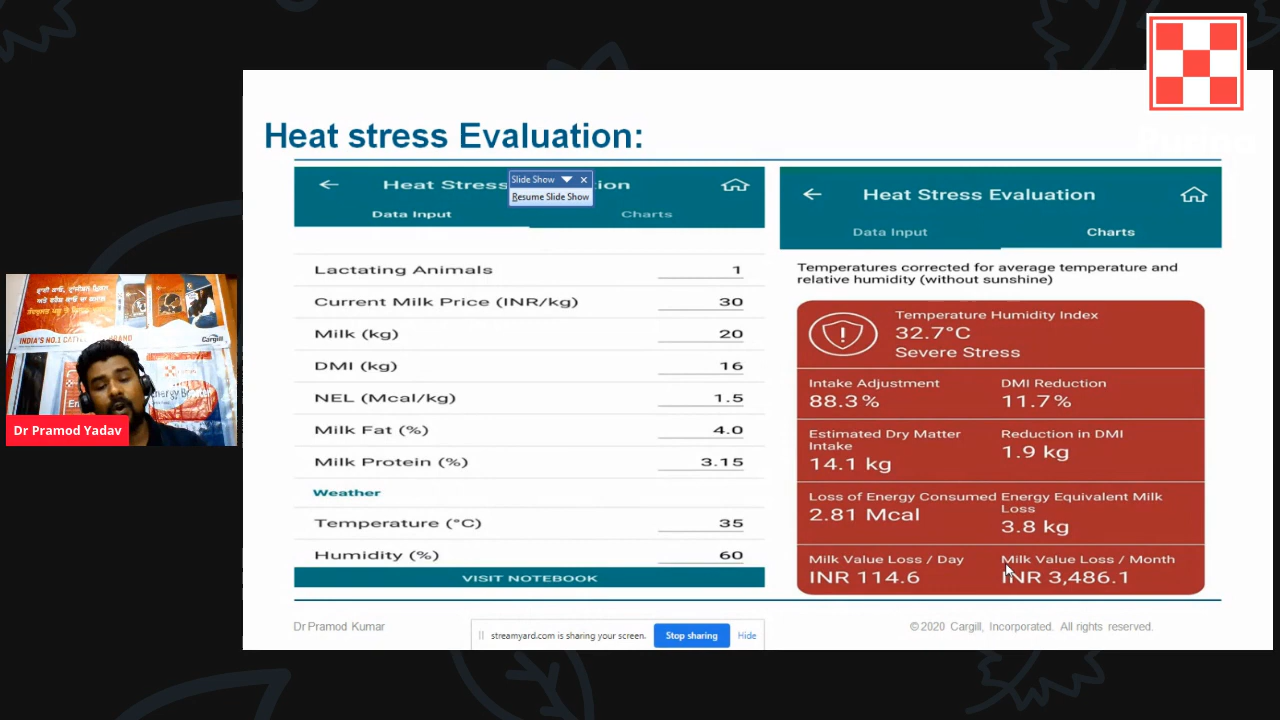 Heat stress Evaluation:
Heat Stress
ion
Slide Show
Resume Slide Show
Data Input
Charts
Lactating Animals 1
Current Milk Price (INR/kg) 30
Milk (kg) 20
DMI (kg) 16
NEL (Mcal/kg) 1.5
Milk Fat (%) 4.0
Milk Protein (%) 3.15
Weather
Temperature (°C) 35
Humidity (%) 60
VISIT NOTEBOOK
Heat Stress Evaluation
Data Input
Charts
Temperatures corrected for average temperature and
relative humidity (without sunshine)
Temperature Humidity Index
32.7°C
Severe Stress
Intake Adjustment
88.3%
DMI Reduction
11.7%
Estimated Dry Matter
Intake
14.1 kg
Reduction in DMI
1.9 kg
Loss of Energy Consumed
2.81 Mcal
Energy Equivalent Milk
Loss
3.8 kg
Milk Value Loss / Day
INR 114.6
Milk Value Loss / Month
INR 3,486.1
Dr Pramod Kumar
streamyard.com is sharing your screen.
Stop sharing
Hide
© 2020 Cargill, Incorporated. All rights reserved.
INDIA'S NO.1
Cargill
Dr Pramod Yadav